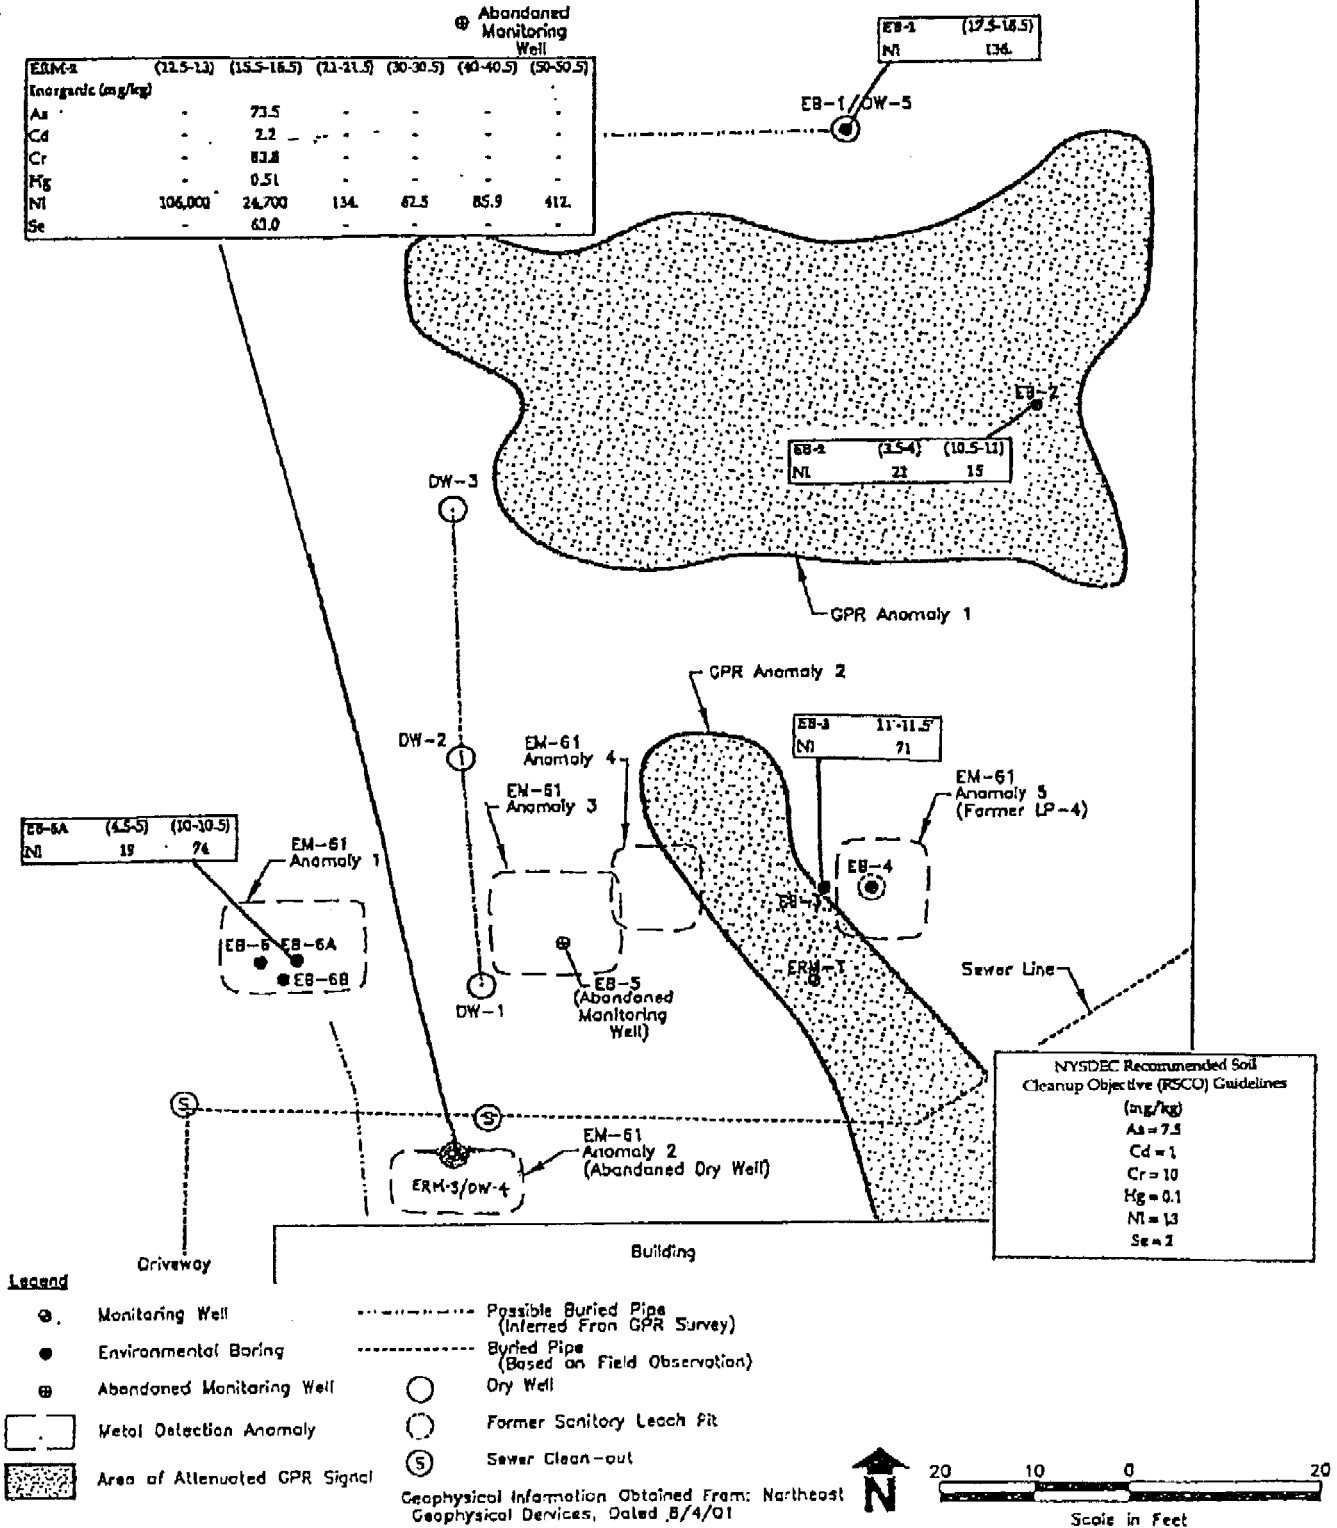 Abandoned
Monitoring
Well
EB-1 (17.5-18.5)
Ni 136.
(12.5-13) (15.5-16.5) (21-21.5) (30-30.5) (40-40.5) (50-50.5)
Inorganic (mg/kg)
As - 73.5 - - - -
Cd - 2.2 - - - -
Cr - 83.8 - - - -
Hg - 0.51 - - - -
Ni 106,000 24,700 134. 62.5 85.9 412.
Se - 63.0 - - - -
EB-1/DW-5
EB-2
EB-2 (3.5-4) (10.5-11)
Ni 21 15
DW-3
GPR Anomaly 1
GPR Anomaly 2
EB-3 11'-11.5'
Ni 71
DW-2
EM-61
Anomaly 4
EM-61
Anomaly 3
EM-61
Anomaly 5
(Former LP-4)
EB-6A (4.5-5) (10-10.5)
Ni 19 74
EM-61
Anomaly 1
EB-4
EB-3
EB-6 EB-6A
EB-6B
ERM-1
Sewer Line
DW-1
EB-5
(Abandoned
Monitoring
Well)
NYSDEC Recommended Soil
Cleanup Objective (RSCO) Guidelines
(mg/kg)
As = 7.5
Cd = 1
Cr = 10
Hg = 0.1
Ni = 13
Se = 2
S
S
EM-61
Anomaly 2
(Abandoned Dry Well)
ERM-3/DW-4
Building
Driveway
Legend
Monitoring Well
Environmental Boring
Abandoned Monitoring Well
Metal Detection Anomaly
Area of Attenuated GPR Signal
Possible Buried Pipe
(Inferred From GPR Survey)
Buried Pipe
(Based on Field Observation)
Dry Well
Former Sanitary Leach Pit
S Sewer Clean-out
Geophysical Information Obtained From: Northeast
Geophysical Dervices, Dated 8/4/01
N
20 10 0 20
Scale in Feet